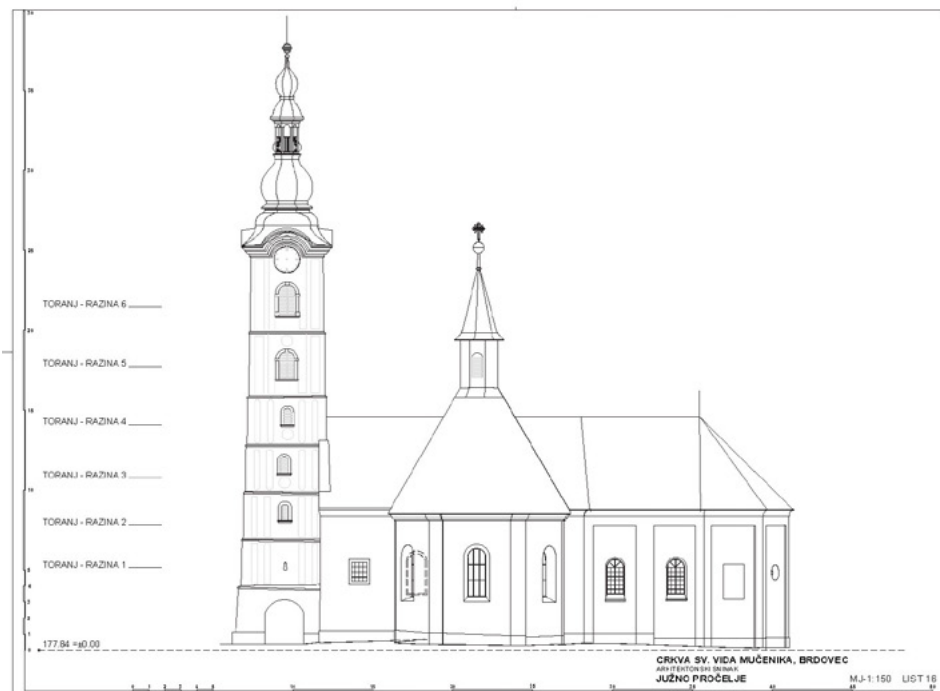 TORANJ - RAZINA 6
TORANJ - RAZINA 5
TORANJ - RAZINA 4
TORANJ - RAZINA 3
TORANJ - RAZINA 2
TORANJ - RAZINA 1
177.84 =±0.00
CRKVA SV. VIDA MUČENIKA, BRDOVEC
ARHITEKTONSKI SNIMAK
JUŽNO PROČELJE
MJ-1:150 LIST 16